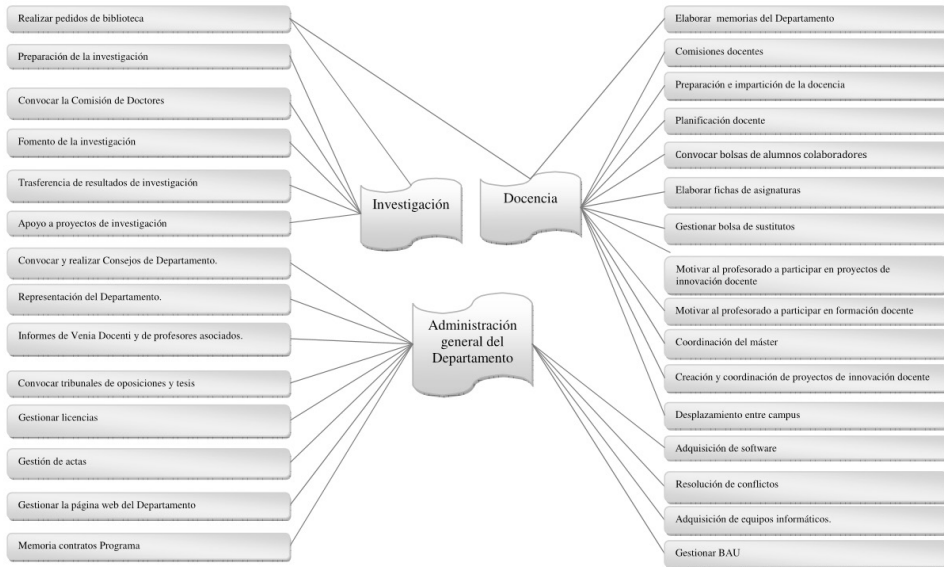 Realizar pedidos de biblioteca
Preparación de la investigación
Convocar la Comisión de Doctores
Fomento de la investigación
Trasferencia de resultados de investigación
Apoyo a proyectos de investigación
Convocar y realizar Consejos de Departamento.
Representación del Departamento.
Informes de Venia Docenti y de profesores asociados.
Convocar tribunales de oposiciones y tesis
Gestionar licencias
Gestión de actas
Gestionar la página web del Departamento
Memoria contratos Programa
Investigación
Docencia
Administración
general del
Departamento
Elaborar memorias del Departamento
Comisiones docentes
Preparación e impartición de la docencia
Planificación docente
Convocar bolsas de alumnos colaboradores
Elaborar fichas de asignaturas
Gestionar bolsa de sustitutos
Motivar al profesorado a participar en proyectos de
innovación docente
Motivar al profesorado a participar en formación docente
Coordinación del máster
Creación y coordinación de proyectos de innovación docente
Desplazamiento entre campus
Adquisición de software
Resolución de conflictos
Adquisición de equipos informáticos.
Gestionar BAU